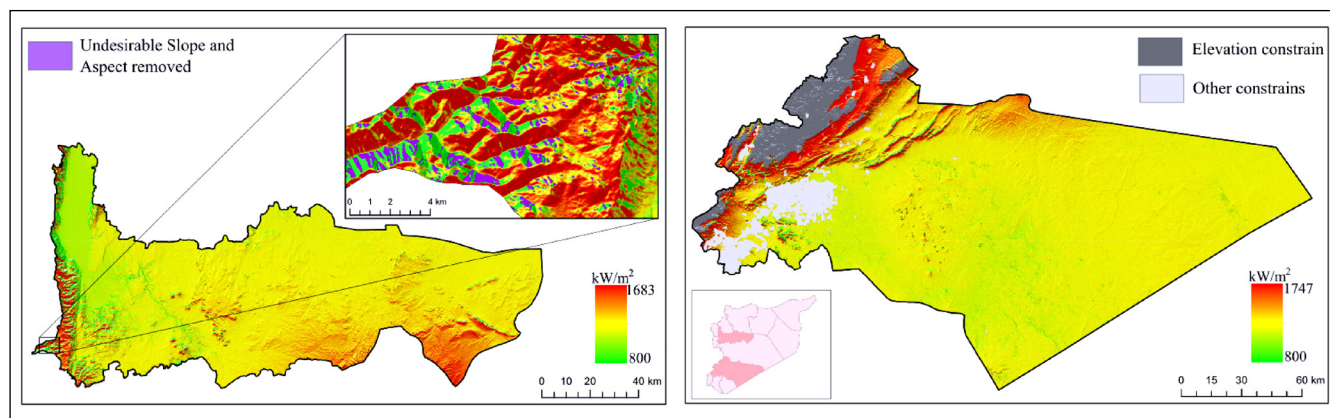 Undesirable Slope and
Aspect removed
0 1 2 4 km
kW/m²
1683
800
0 10 20 40 km
Elevation constrain
Other constrains
kW/m²
1747
800
0 15 30 60 km